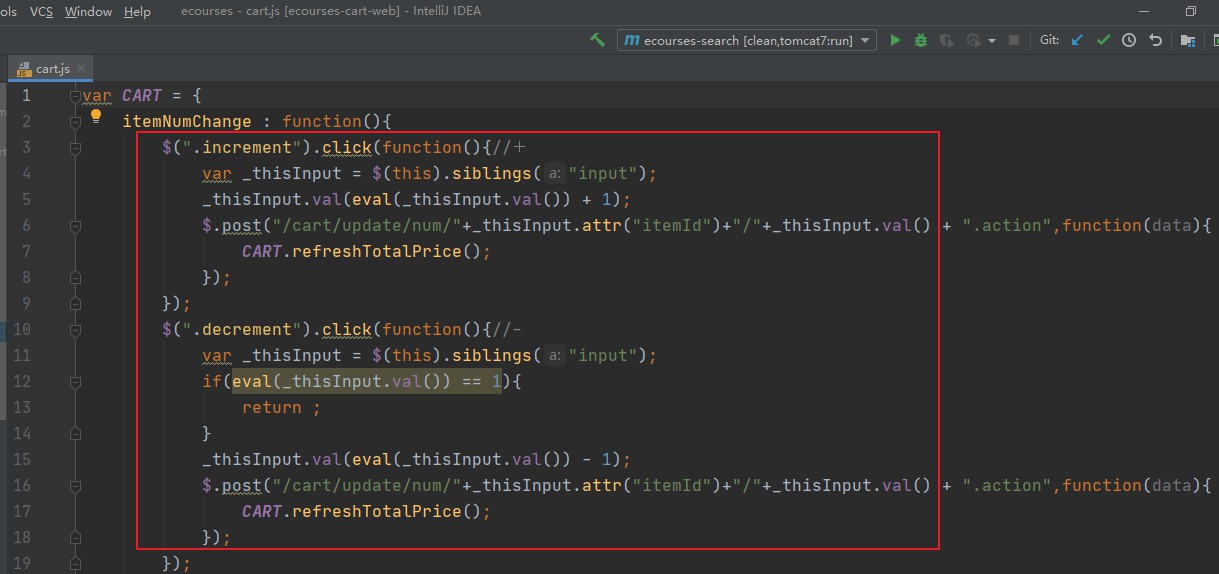 ols VCS Window Help ecourses - cart.js [ecourses-cart-web] - IntelliJ IDEA
m ecourses-search [clean,tomcat7:run] Git:
JS cart.js
1 var CART = {
2 itemNumChange : function(){
3 $(".increment").click(function(){//＋
4 var _thisInput = $(this).siblings( a: "input");
5 _thisInput.val(eval(_thisInput.val()) + 1);
6 $.post("/cart/update/num/"+_thisInput.attr("itemId")+"/"+_thisInput.val() + ".action",function(data){
7 CART.refreshTotalPrice();
8 });
9 });
10 $(".decrement").click(function(){//-
11 var _thisInput = $(this).siblings( a: "input");
12 if(eval(_thisInput.val()) == 1){
13 return ;
14 }
15 _thisInput.val(eval(_thisInput.val()) - 1);
16 $.post("/cart/update/num/"+_thisInput.attr("itemId")+"/"+_thisInput.val() + ".action",function(data){
17 CART.refreshTotalPrice();
18 });
19 });